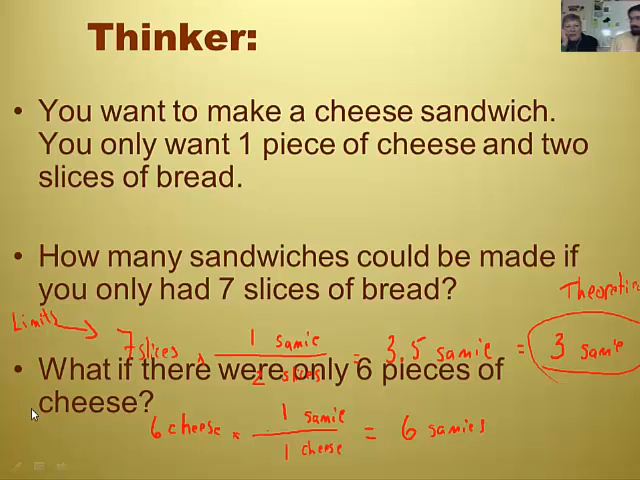 Thinker:
• You want to make a cheese sandwich.
You only want 1 piece of cheese and two
slices of bread.
• How many sandwiches could be made if
you only had 7 slices of bread?
Theoretin
Limits
7 slices x 1 samie / 2 slices = 3.5 samie = 3 samie
• What if there were only 6 pieces of
cheese?
6 cheese x 1 samie / 1 cheese = 6 samies